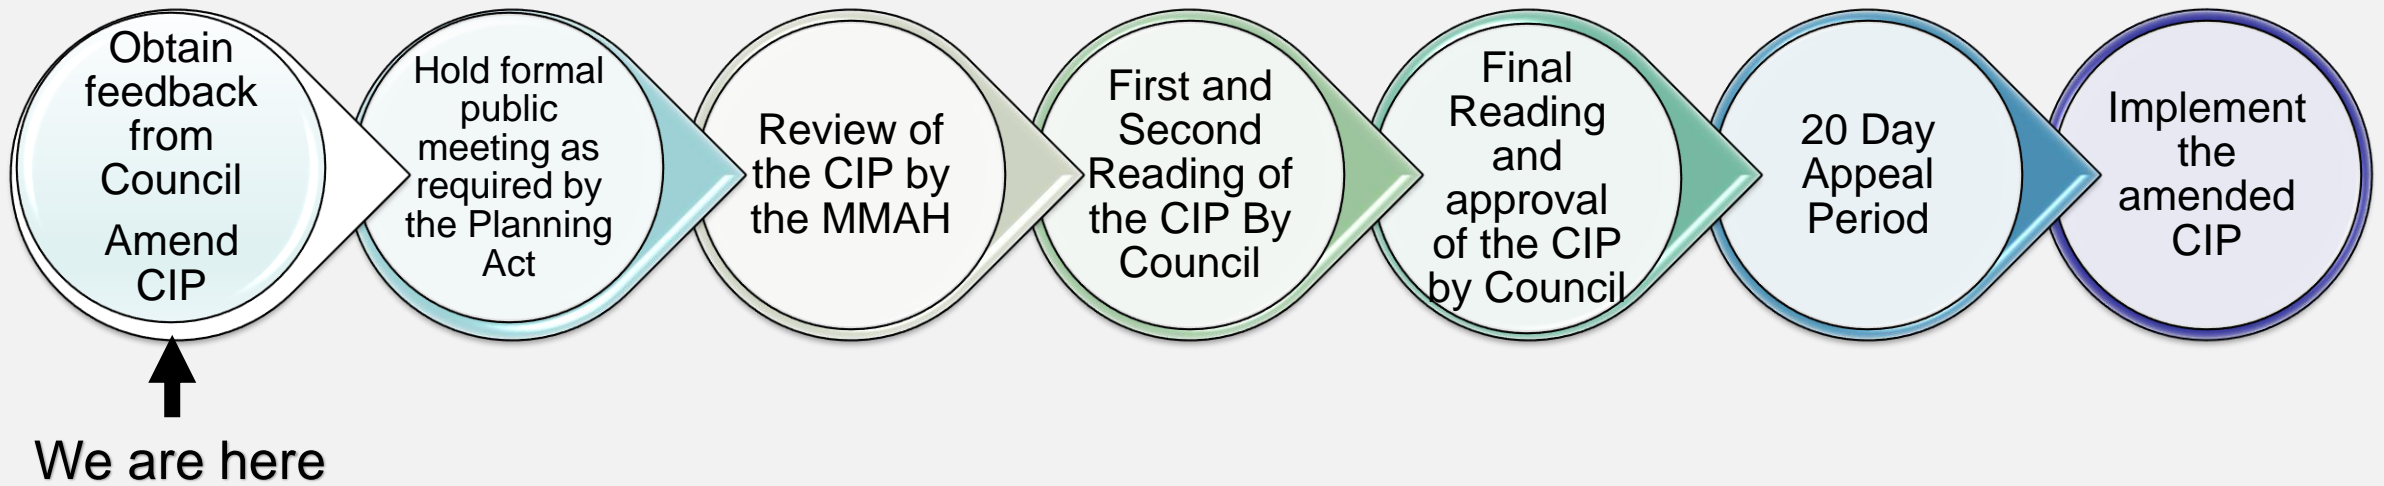 Obtain
feedback
from
Council
Amend
CIP
Hold formal
public
meeting as
required by
the Planning
Act
Review of
the CIP by
the MMAH
First and
Second
Reading of
the CIP By
Council
Final
Reading
and
approval
of the CIP
by Council
20 Day
Appeal
Period
Implement
the
amended
CIP
We are here